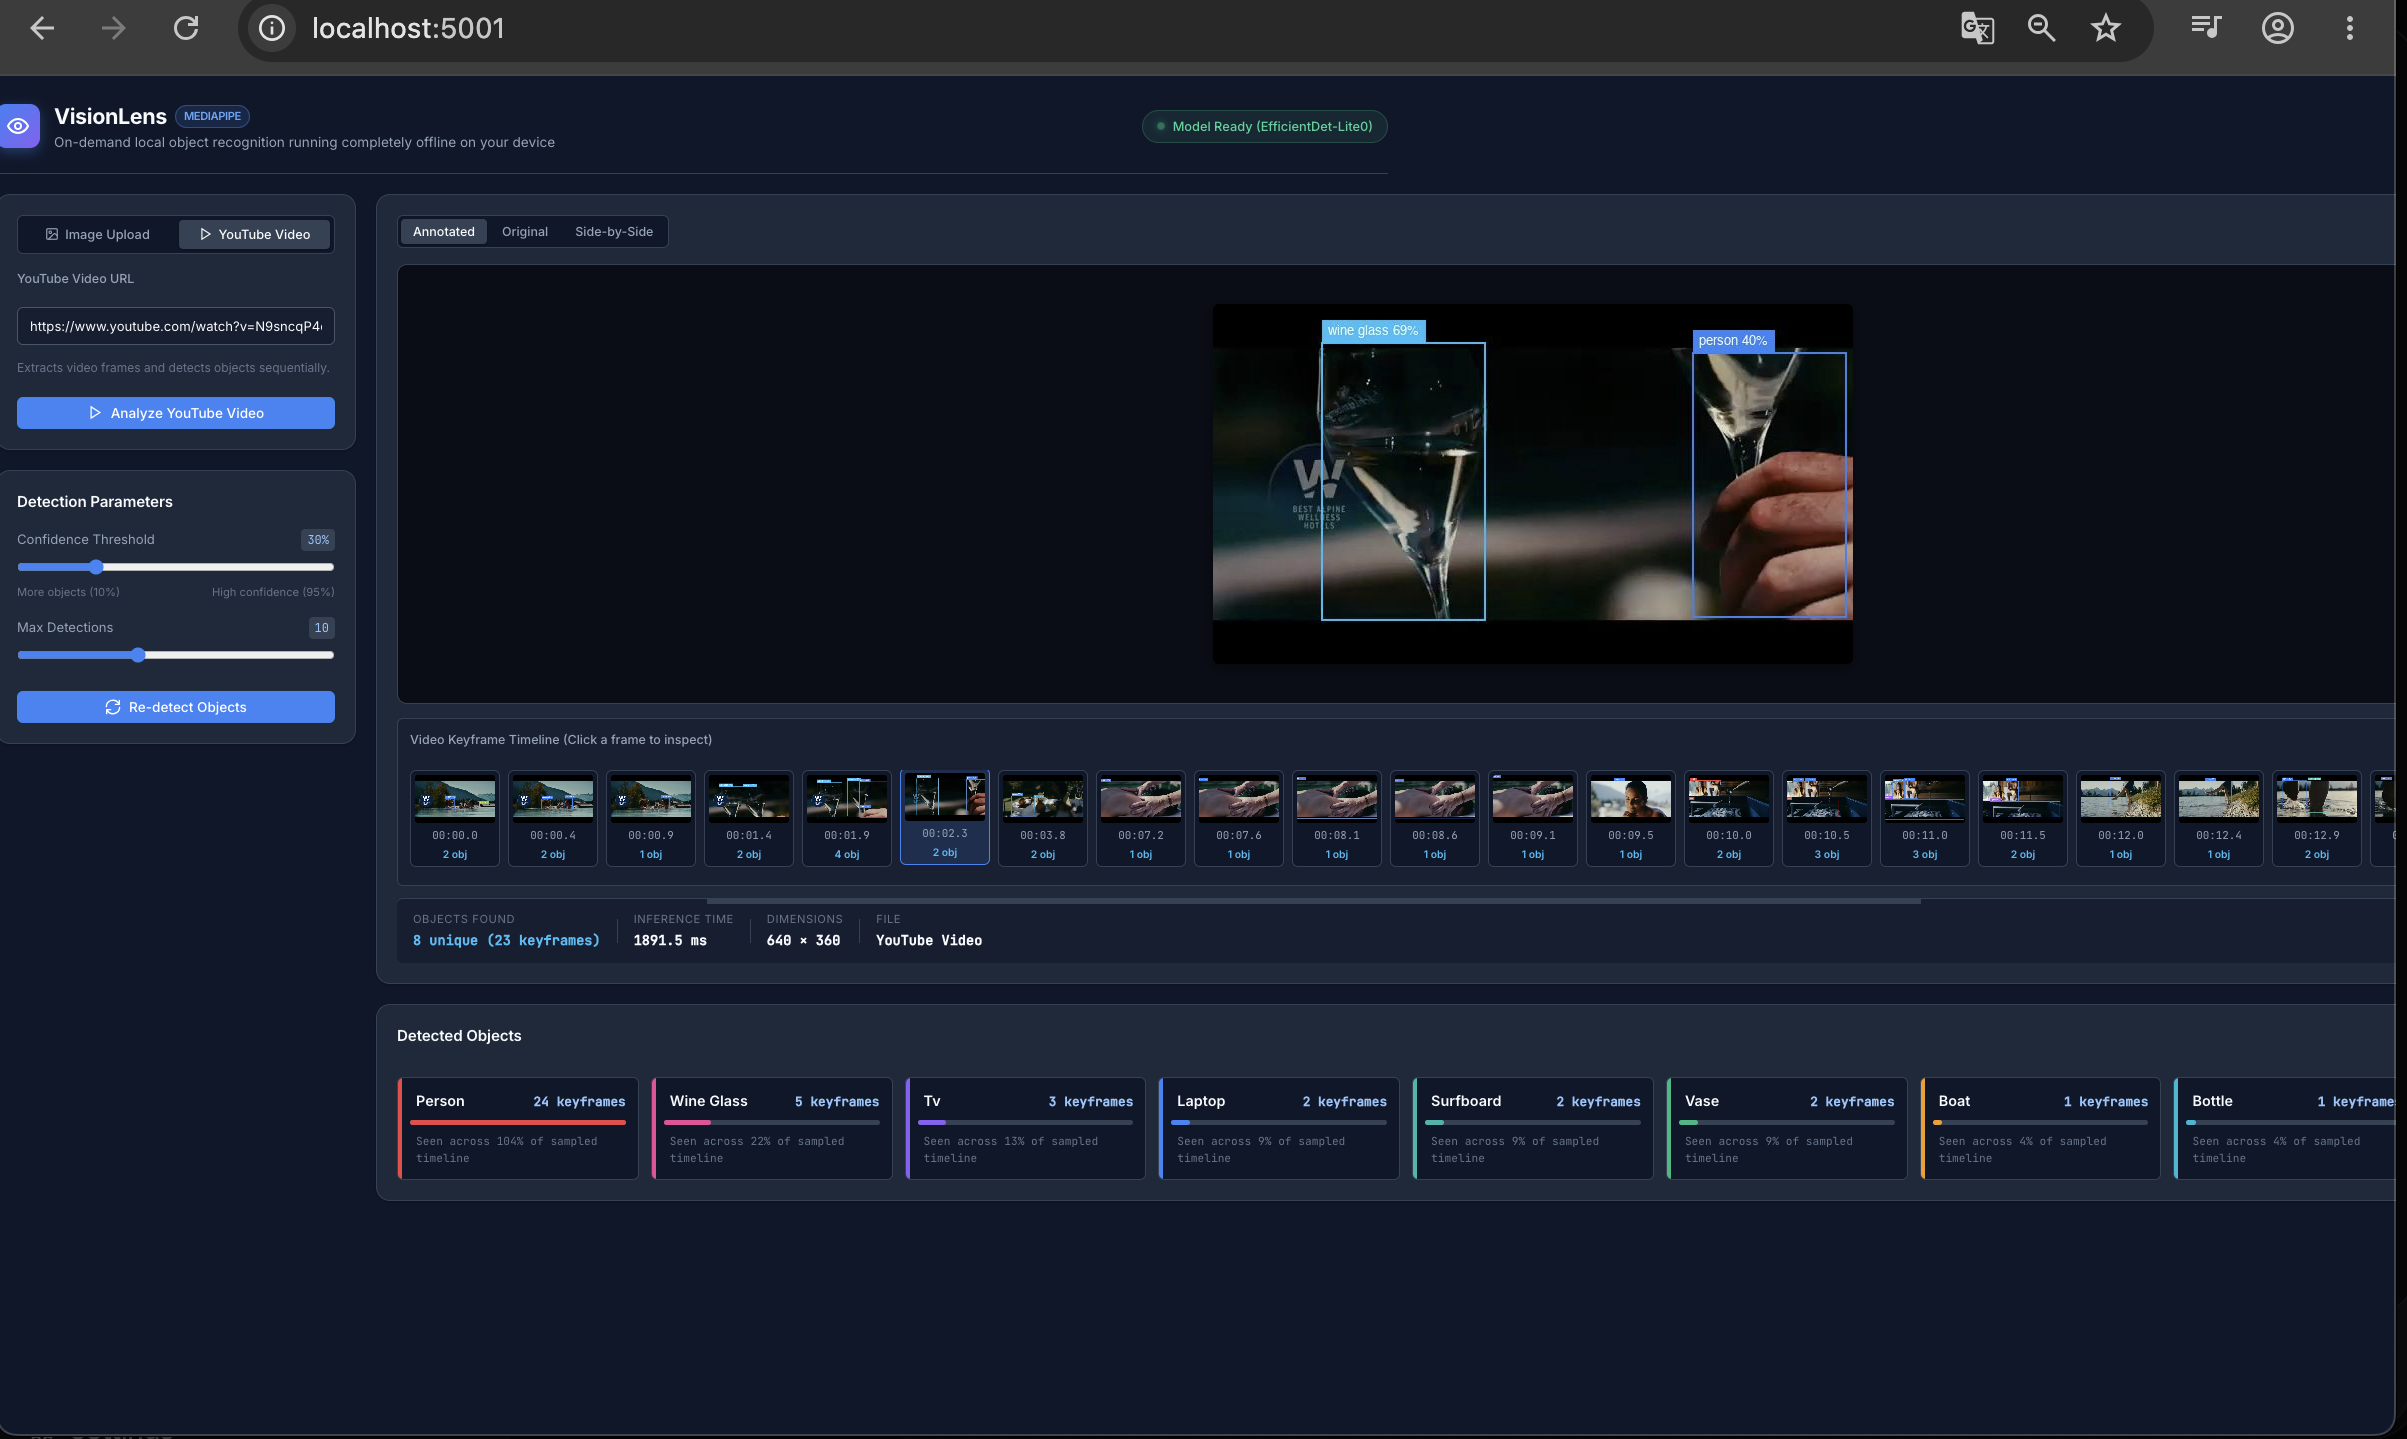 localhost:5001
VisionLens MEDIAPIPE
On-demand local object recognition running completely offline on your device
Model Ready (EfficientDet-Lite0)
Image Upload YouTube Video
YouTube Video URL
https://www.youtube.com/watch?v=N9sncqP4
Extracts video frames and detects objects sequentially.
Analyze YouTube Video
Detection Parameters
Confidence Threshold 30%
More objects (10%) High confidence (95%)
Max Detections 10
Re-detect Objects
Annotated Original Side-by-Side
wine glass 69%
person 40%
W
BEST ALPINE
WELLNESS
HOTELS
Video Keyframe Timeline (Click a frame to inspect)
00:00.0 00:00.4 00:00.9 00:01.4 00:01.9 00:02.3 00:03.8 00:07.2 00:07.6 00:08.1 00:08.6 00:09.1 00:09.5 00:10.0 00:10.5 00:11.0 00:11.5 00:12.0 00:12.4 00:12.9
2 obj 2 obj 1 obj 2 obj 4 obj 2 obj 2 obj 1 obj 1 obj 1 obj 1 obj 1 obj 1 obj 2 obj 3 obj 3 obj 2 obj 1 obj 1 obj 2 obj
OBJECTS FOUND INFERENCE TIME DIMENSIONS FILE
8 unique (23 keyframes) 1891.5 ms 640 × 360 YouTube Video
Detected Objects
Person 24 keyframes
Seen across 104% of sampled
timeline
Wine Glass 5 keyframes
Seen across 22% of sampled
timeline
Tv 3 keyframes
Seen across 13% of sampled
timeline
Laptop 2 keyframes
Seen across 9% of sampled
timeline
Surfboard 2 keyframes
Seen across 9% of sampled
timeline
Vase 2 keyframes
Seen across 9% of sampled
timeline
Boat 1 keyframes
Seen across 4% of sampled
timeline
Bottle 1 keyframe
Seen across 4% of sampled
timeline